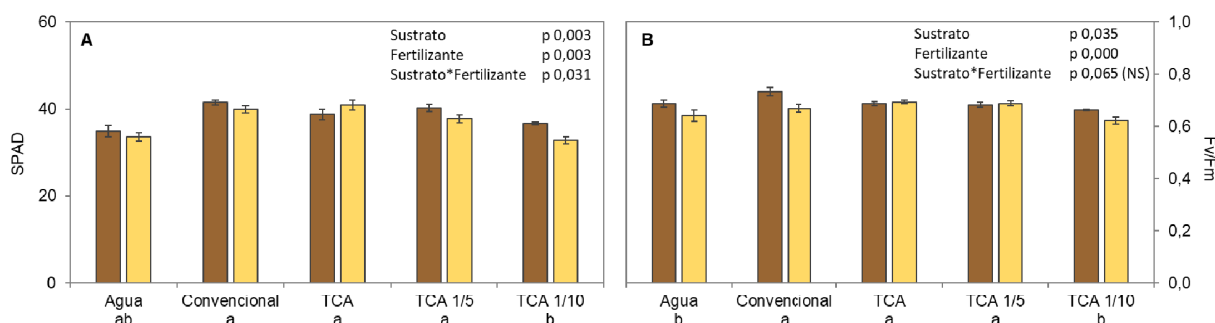 60
40
20
0
SPAD
A
Sustrato p 0,003
Fertilizante p 0,003
Sustrato*Fertilizante p 0,031
Agua Convencional TCA TCA 1/5 TCA 1/10
ab a a a b
B
Sustrato p 0,035
Fertilizante p 0,000
Sustrato*Fertilizante p 0,065 (NS)
Agua Convencional TCA TCA 1/5 TCA 1/10
b a a a b
1,0
0,8
0,6
0,4
0,2
0,0
Fv/Fm